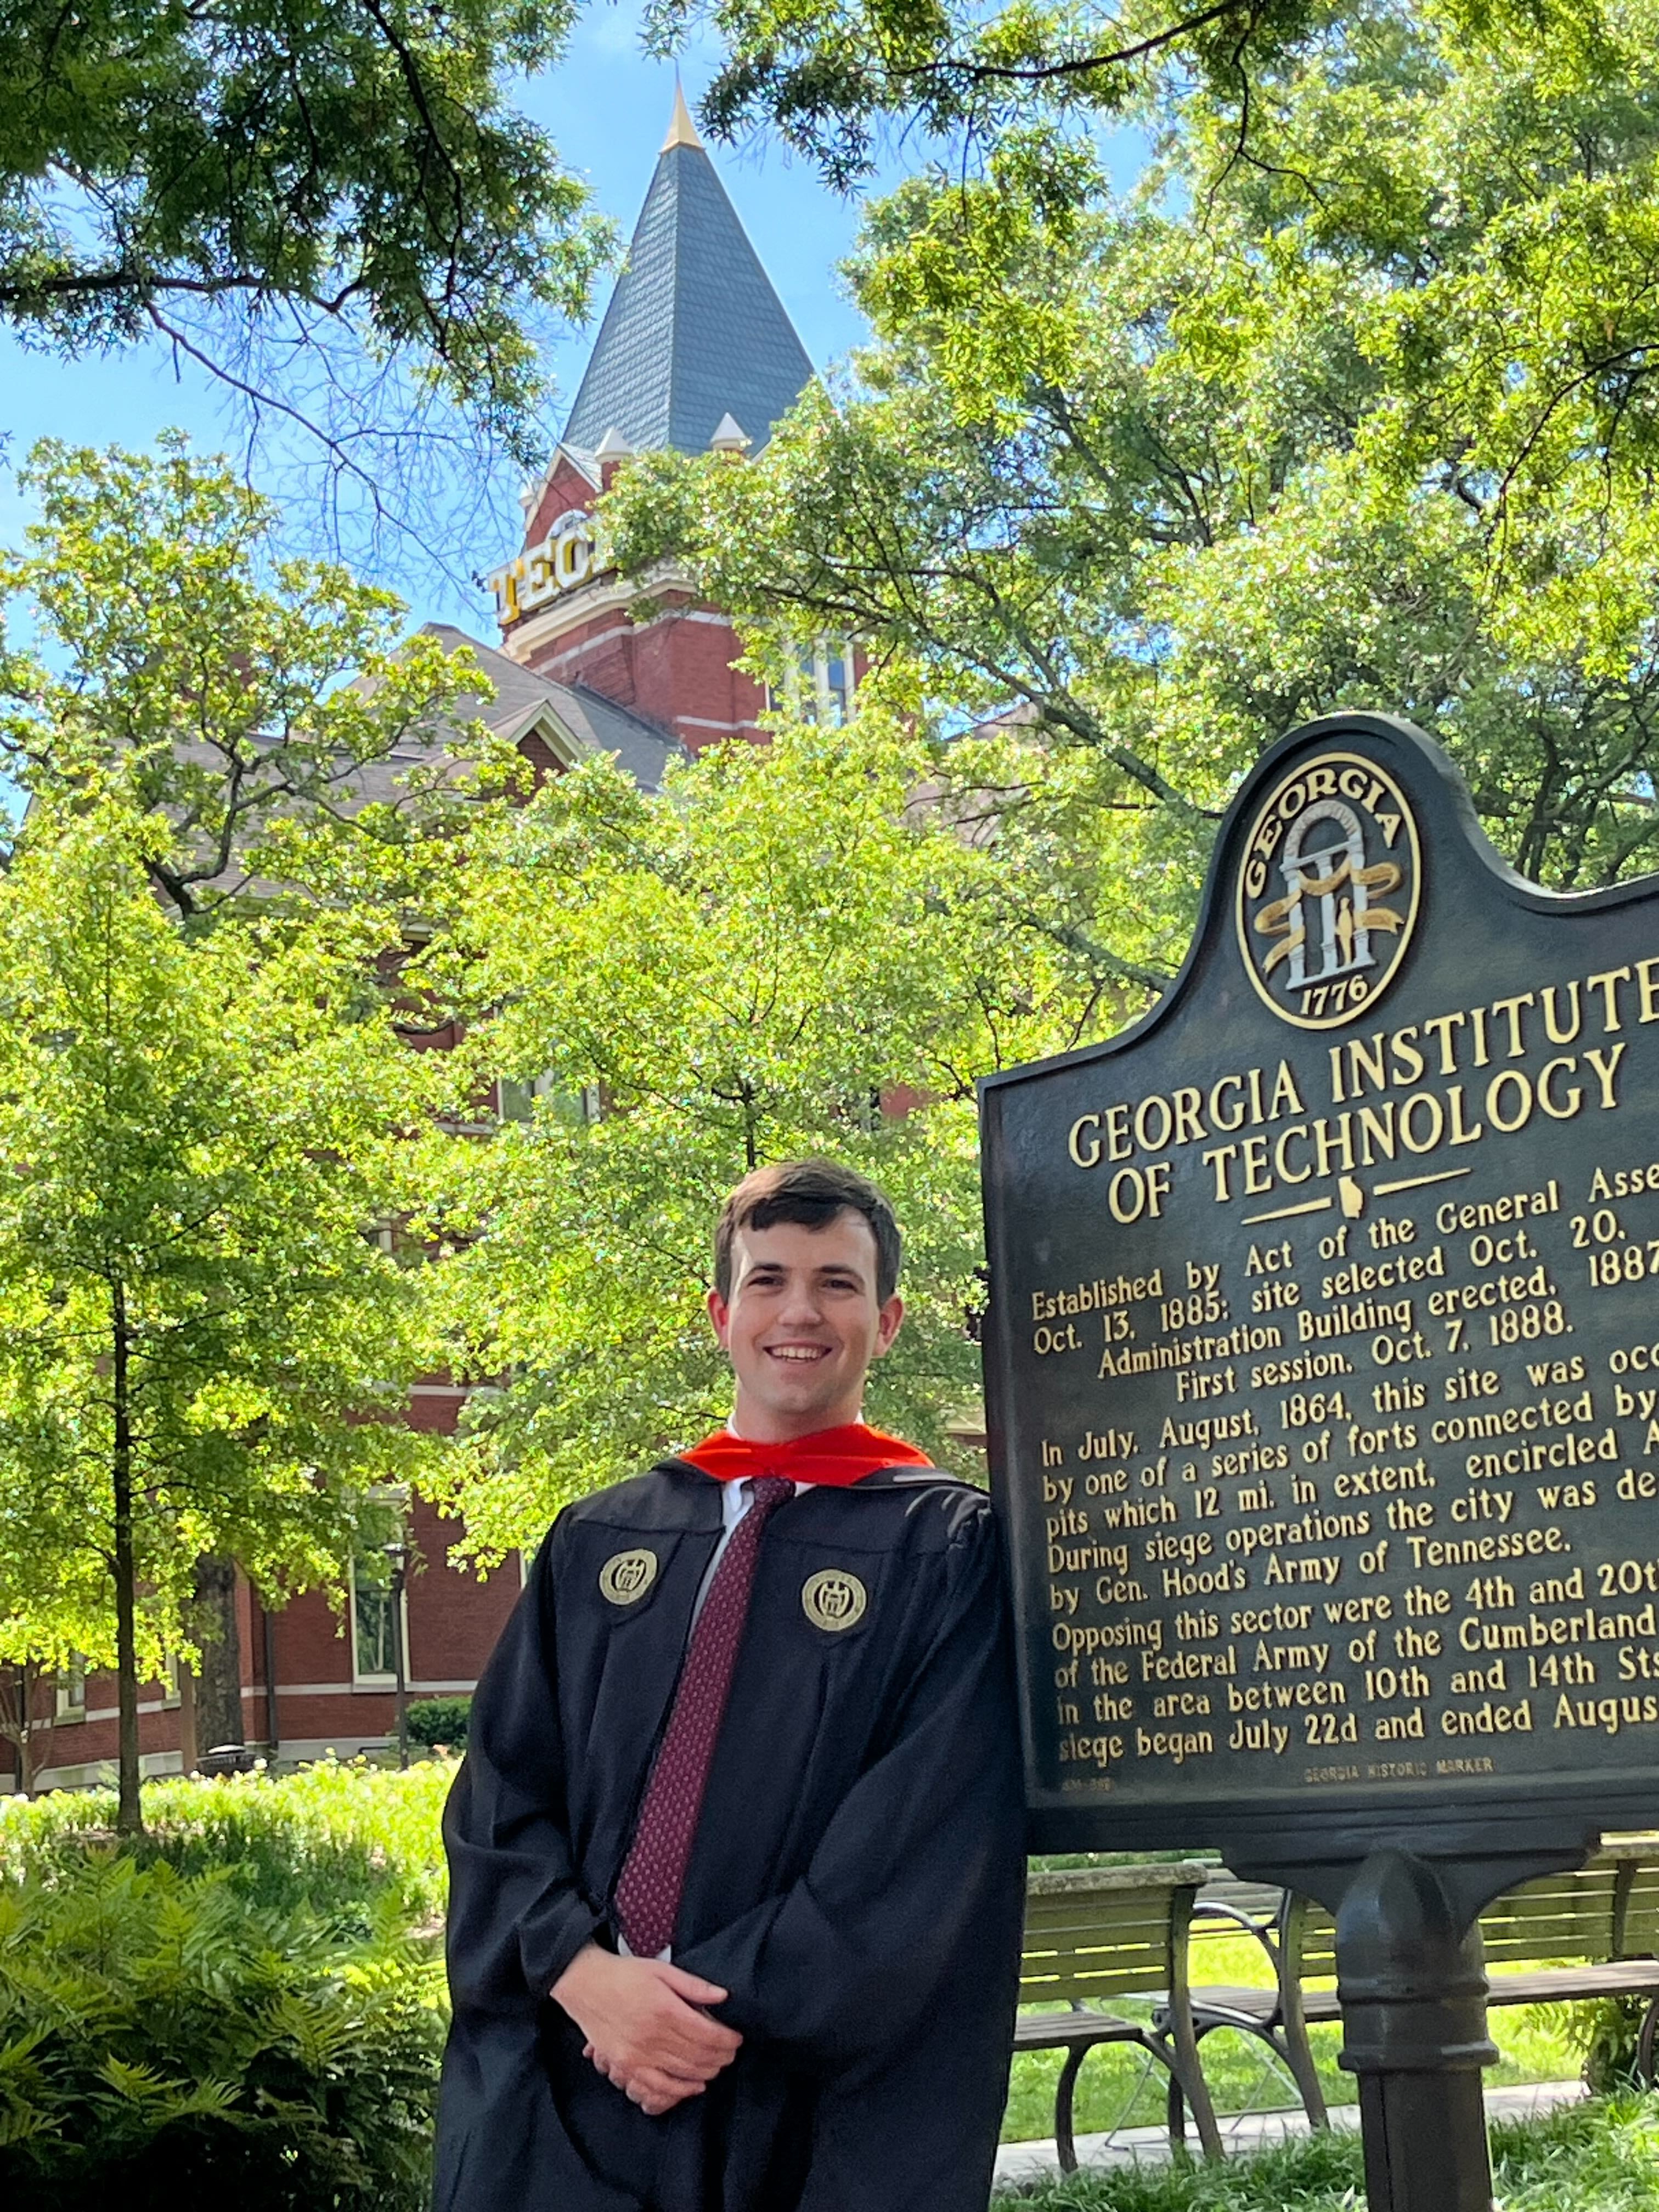 TEC
GEORGIA
1776
GEORGIA INSTITUTE
OF TECHNOLOGY
Established by Act of the General Asse
Oct. 13, 1885; site selected Oct. 20,
Administration Building erected, 1887
First session, Oct. 7, 1888.
In July, August, 1864, this site was occ
by one of a series of forts connected by
pits which 12 mi. in extent, encircled A
During siege operations the city was de
by Gen. Hood's Army of Tennessee.
Opposing this sector were the 4th and 20t
of the Federal Army of the Cumberland
in the area between 10th and 14th Sts
siege began July 22d and ended Augus
GEORGIA HISTORIC MARKER